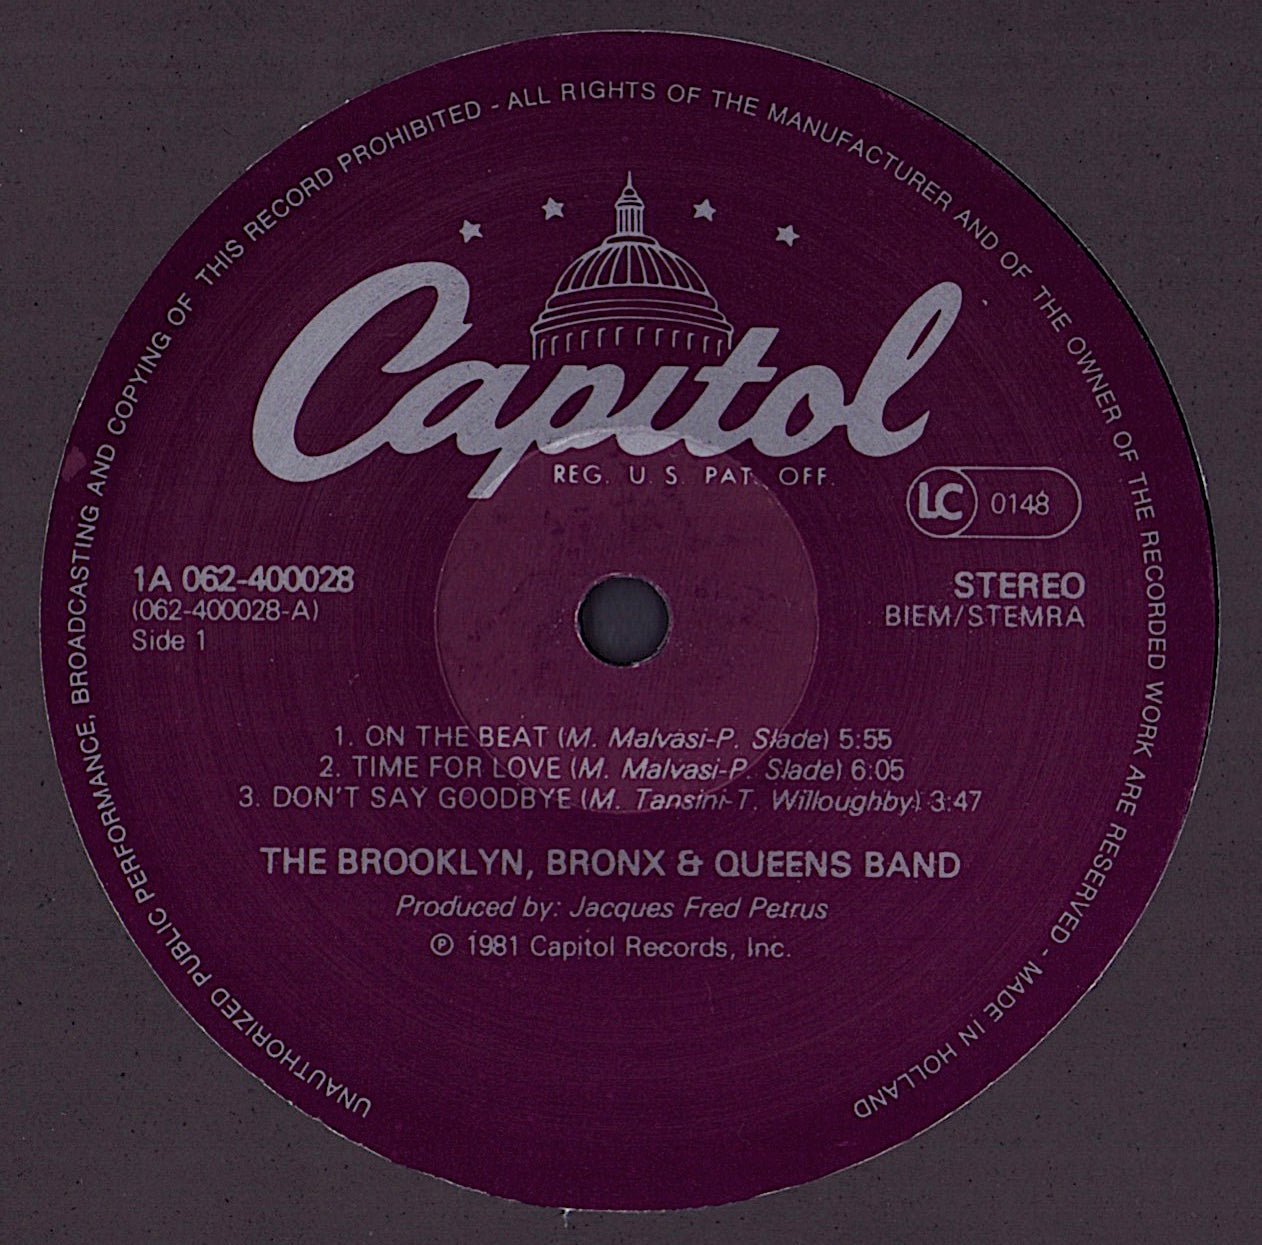 UNAUTHORIZED PUBLIC PERFORMANCE, BROADCASTING AND COPYING OF THIS RECORD PROHIBITED - ALL RIGHTS OF THE MANUFACTURER AND OF THE OWNER OF THE RECORDED WORK ARE RESERVED - MADE IN HOLLAND
Capitol
REG. U.S. PAT. OFF.
LC 0148
1A 062-400028
(062-400028-A)
Side 1
STEREO
BIEM/STEMRA
1. ON THE BEAT (M. Malvasi-P. Slade) 5:55
2. TIME FOR LOVE (M. Malvasi-P. Slade) 6:05
3. DON'T SAY GOODBYE (M. Tansini-T. Willoughby) 3:47
THE BROOKLYN, BRONX & QUEENS BAND
Produced by: Jacques Fred Petrus
℗ 1981 Capitol Records, Inc.